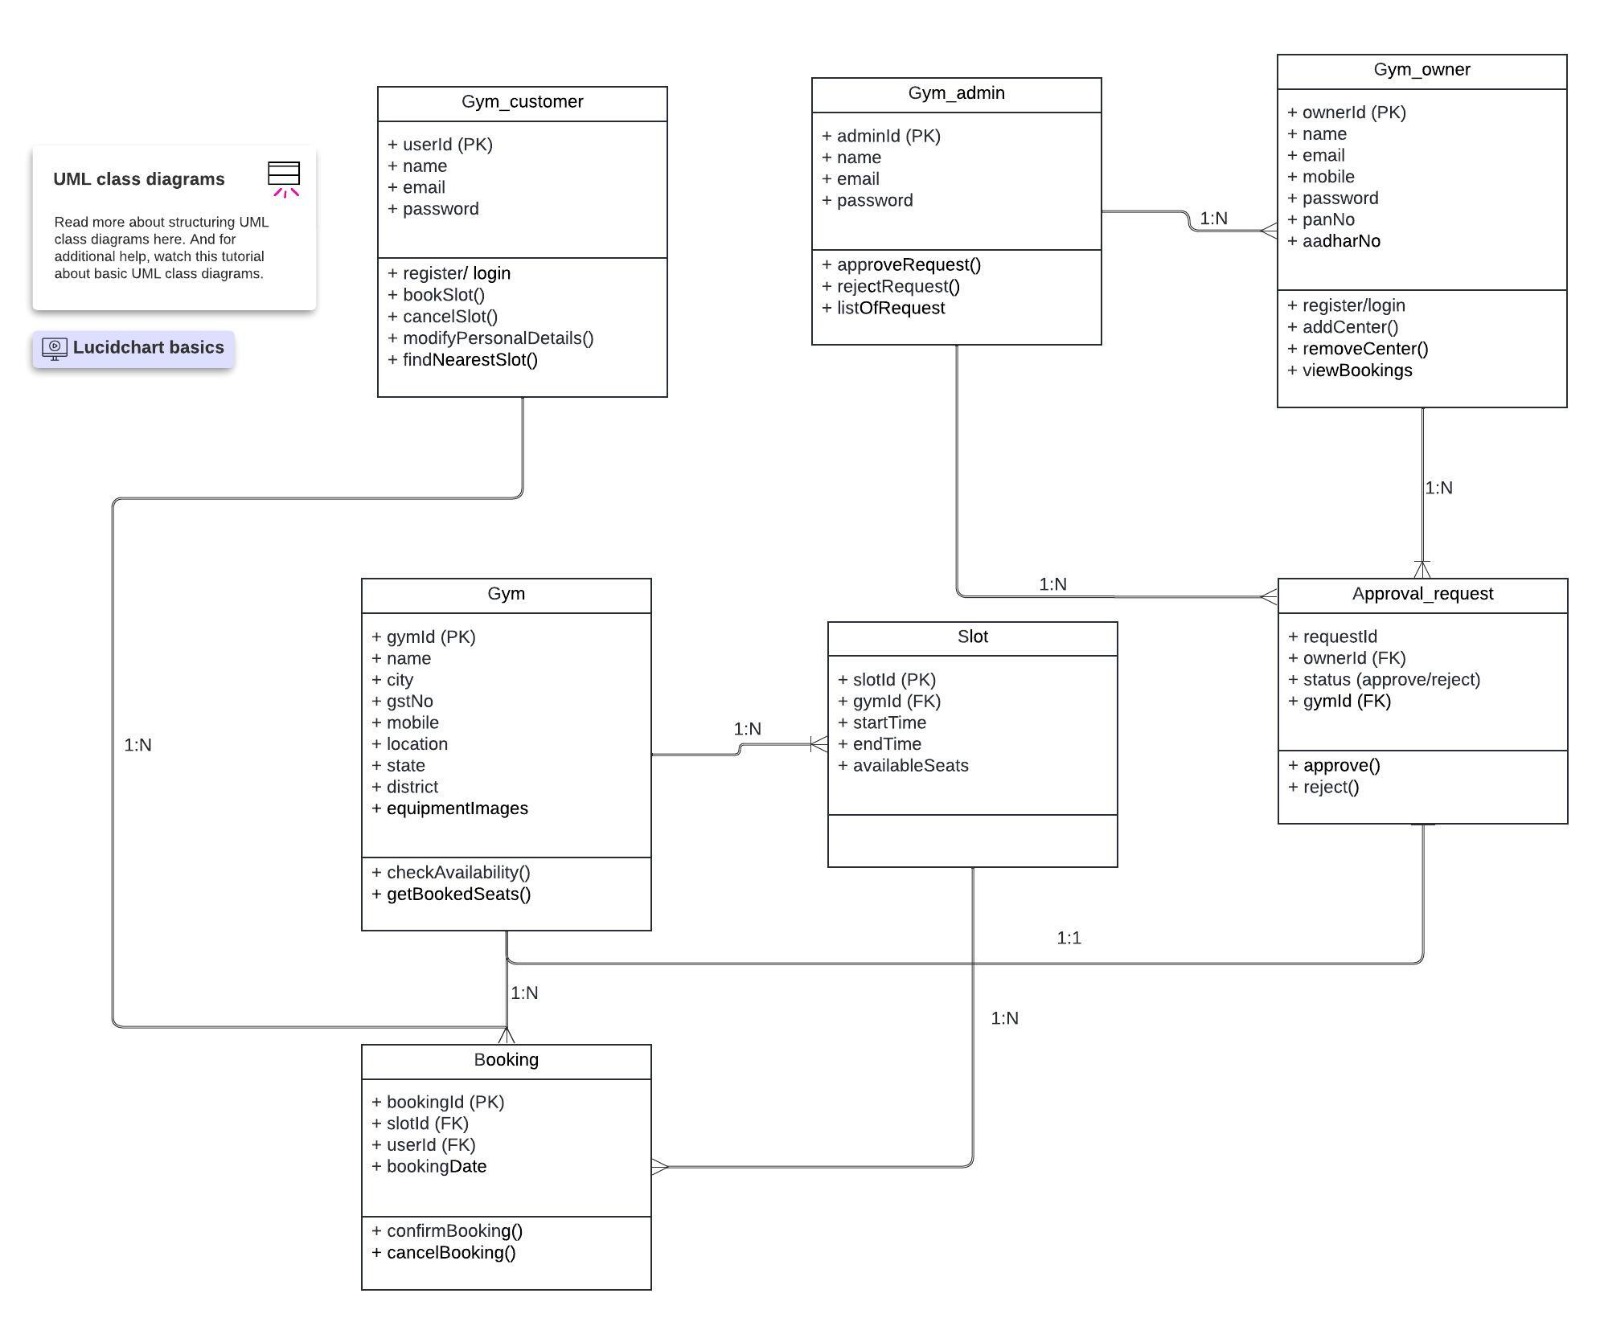 UML class diagrams
Read more about structuring UML
class diagrams here. And for
additional help, watch this tutorial
about basic UML class diagrams.
Lucidchart basics
Gym_customer
+ userId (PK)
+ name
+ email
+ password
+ register/ login
+ bookSlot()
+ cancelSlot()
+ modifyPersonalDetails()
+ findNearestSlot()
Gym_admin
+ adminId (PK)
+ name
+ email
+ password
+ approveRequest()
+ rejectRequest()
+ listOfRequest
1:N
Gym_owner
+ ownerId (PK)
+ name
+ email
+ mobile
+ password
+ panNo
+ aadharNo
+ register/login
+ addCenter()
+ removeCenter()
+ viewBookings
1:N
1:N
1:N
Gym
+ gymId (PK)
+ name
+ city
+ gstNo
+ mobile
+ location
+ state
+ district
+ equipmentImages
+ checkAvailability()
+ getBookedSeats()
1:N
Slot
+ slotId (PK)
+ gymId (FK)
+ startTime
+ endTime
+ availableSeats
Approval_request
+ requestId
+ ownerId (FK)
+ status (approve/reject)
+ gymId (FK)
+ approve()
+ reject()
1:1
1:N
1:N
Booking
+ bookingId (PK)
+ slotId (FK)
+ userId (FK)
+ bookingDate
+ confirmBooking()
+ cancelBooking()